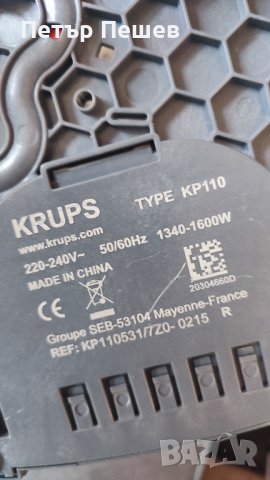 Петър Пешев
KRUPS
TYPE KP110
www.krups.com
220-240V~ 50/60Hz 1340-1600W
MADE IN CHINA
CE
20304660D
Groupe SEB-53104 Mayenne-France
REF: KP110531/7Z0- 0215 R
BAZAR